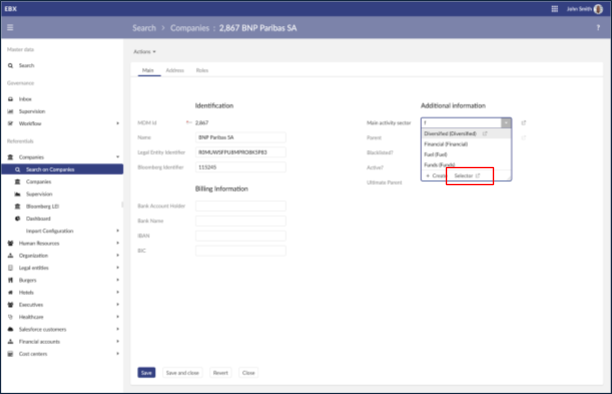 EBX
John Smith
Search > Companies : 2,867 BNP Paribas SA
?
Master data
Search
Governance
Inbox
Supervision
Workflow
Referentials
Companies
Search on Companies
Companies
Supervision
Bloomberg LEI
Dashboard
Import Configuration
Human Resources
Organization
Legal entities
Burgers
Hotels
Executives
Healthcare
Salesforce customers
Financial accounts
Cost centers
Actions
Main Address Roles
Identification
MDM Id 2,867
Name BNP Paribas SA
Legal Entity Identifier R0MUWSFPU8MPRO8K5P83
Bloomberg Identifier 115245
Billing Information
Bank Account Holder
Bank Name
IBAN
BIC
Additional information
Main activity sector f
Parent
Blacklisted?
Active?
Ultimate Parent
Diversified (Diversified)
Financial (Financial)
Fuel (Fuel)
Funds (Funds)
+ Create Selector
Save Save and close Revert Close